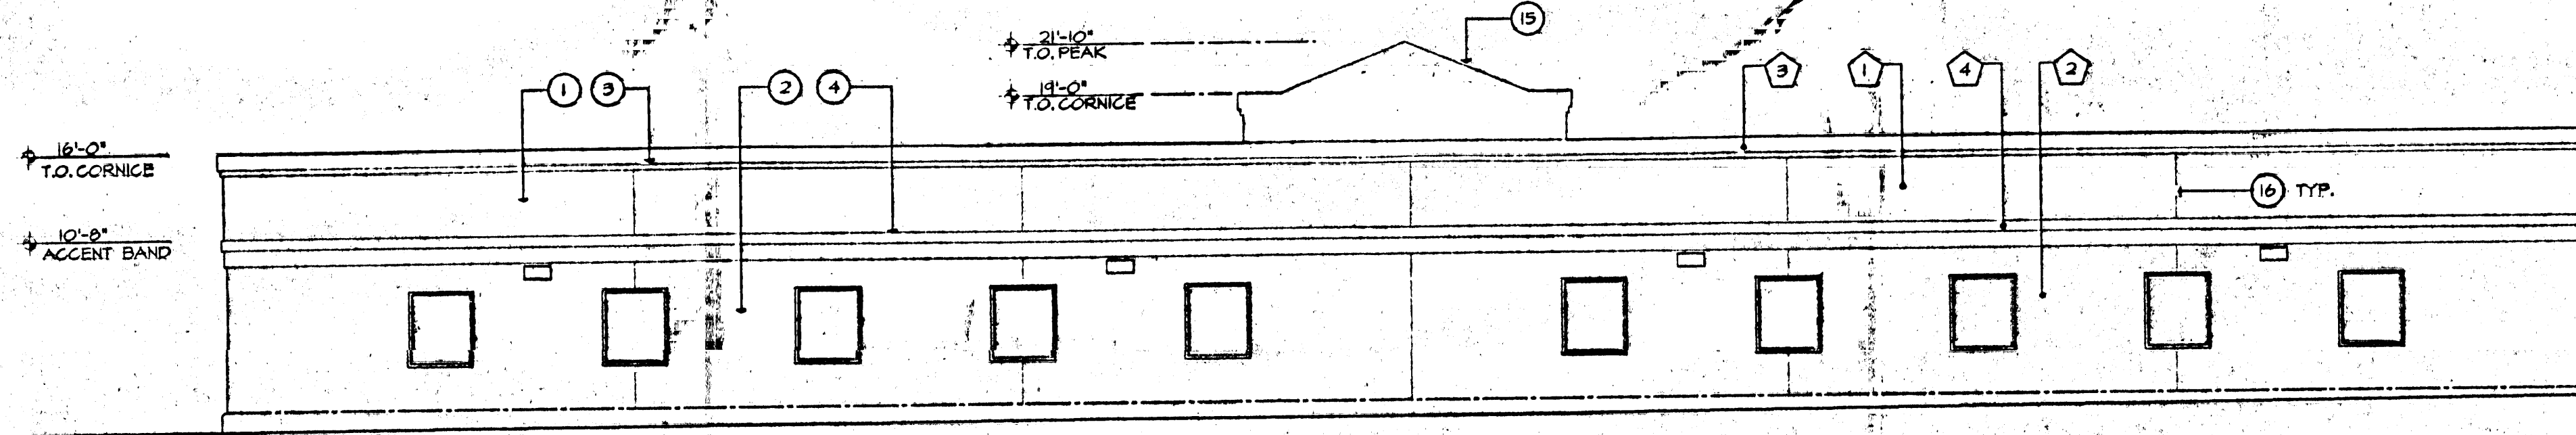 15
21'-10"
T.O. PEAK
19'-0"
T.O. CORNICE
1 3
2 4
3 1 4 2
16'-0"
T.O. CORNICE
16 TYP.
10'-8"
ACCENT BAND